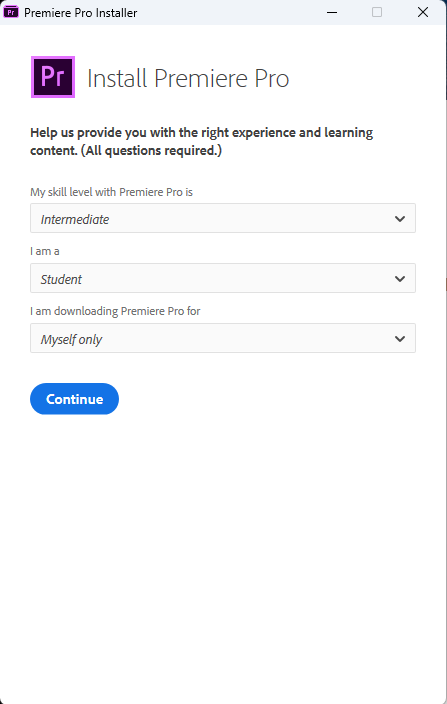 Pr Premiere Pro Installer
Pr Install Premiere Pro
Help us provide you with the right experience and learning
content. (All questions required.)
My skill level with Premiere Pro is
Intermediate
I am a
Student
I am downloading Premiere Pro for
Myself only
Continue